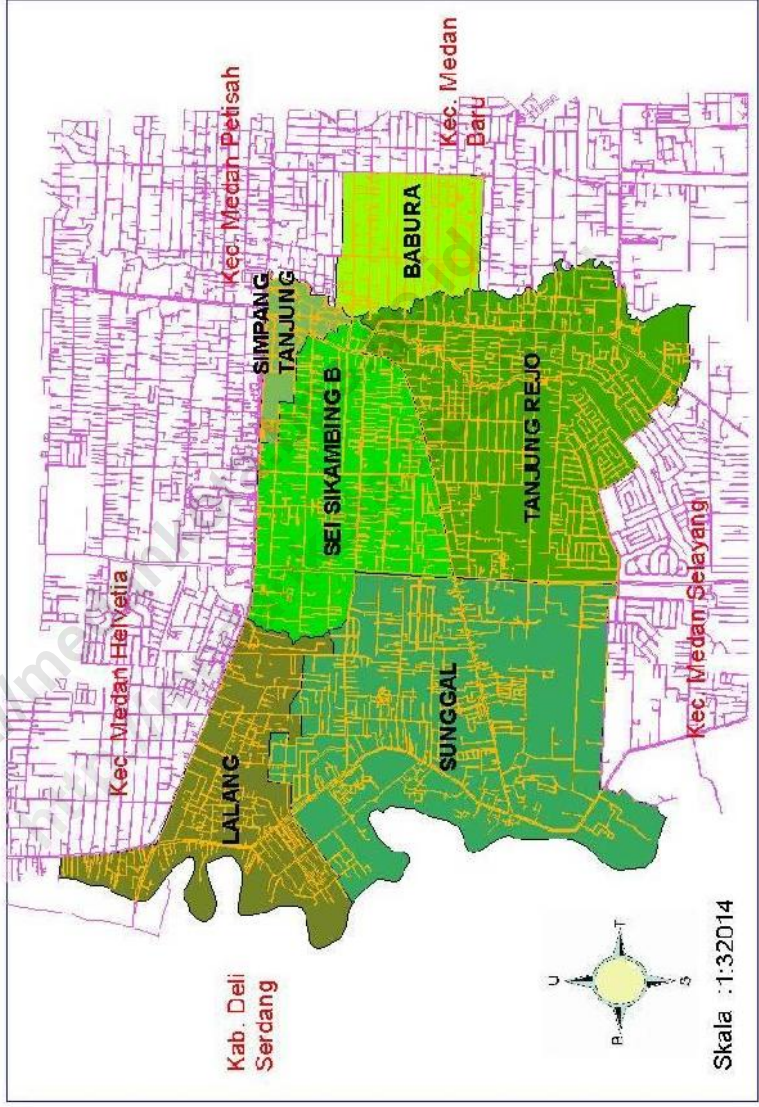 Kec. Medan Helvetia
Kec. Medan Petisah
Kab. Deli
Serdang
LALANG
SEI SIKAMBING B
SIMPANG
TANJUNG
BABURA
Kec. Medan
Baru
SUNGGAL
TANJUNG REJO
Kec. Medan Selayang
U
B
T
S
Skala :1:32014